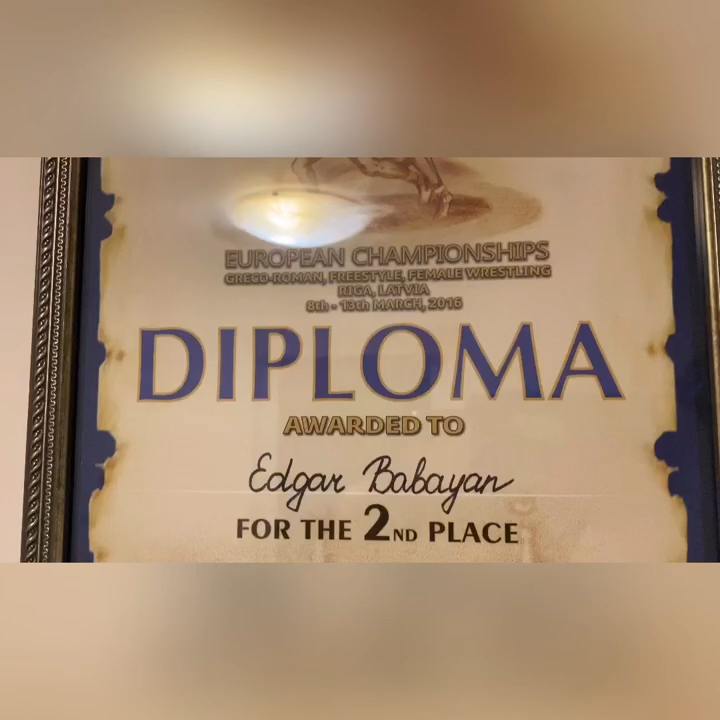 EUROPEAN CHAMPIONSHIPS
GRECO-ROMAN, FREESTYLE, FEMALE WRESTLING
RIGA, LATVIA
8th - 13th MARCH, 2016
DIPLOMA
AWARDED TO
Edgar Babayan
FOR THE 2ND PLACE